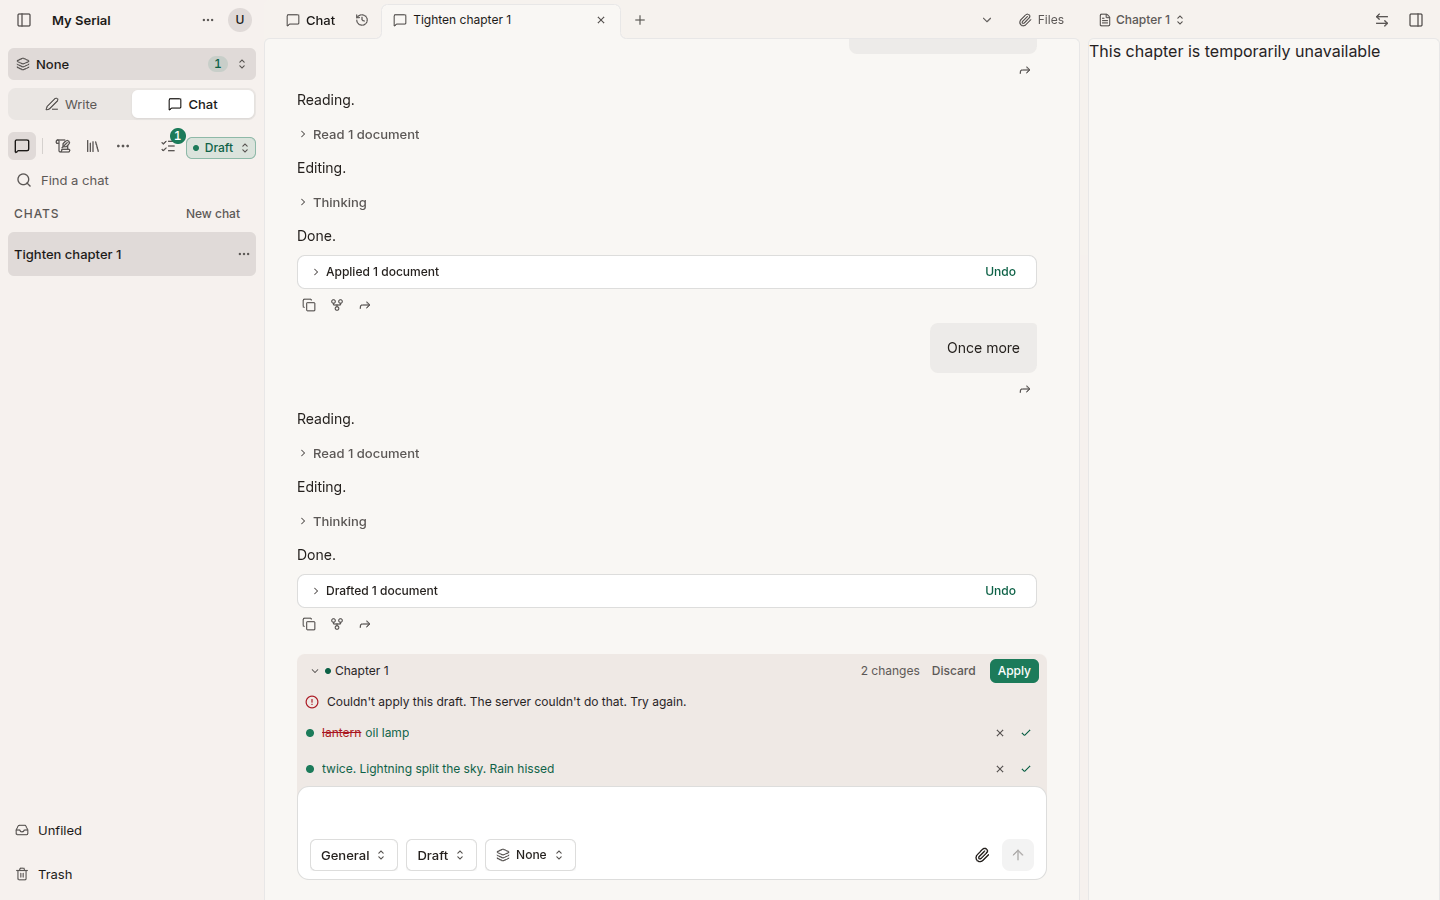 My Serial
U
Chat
Tighten chapter 1
Files
Chapter 1
None
1
Write
Chat
1
Draft
Find a chat
CHATS
New chat
Tighten chapter 1
Unfiled
Trash
Reading.
Read 1 document
Editing.
Thinking
Done.
Applied 1 document
Undo
Once more
Reading.
Read 1 document
Editing.
Thinking
Done.
Drafted 1 document
Undo
Chapter 1
2 changes
Discard
Apply
Couldn't apply this draft. The server couldn't do that. Try again.
lantern oil lamp
twice. Lightning split the sky. Rain hissed
General
Draft
None
This chapter is temporarily unavailable